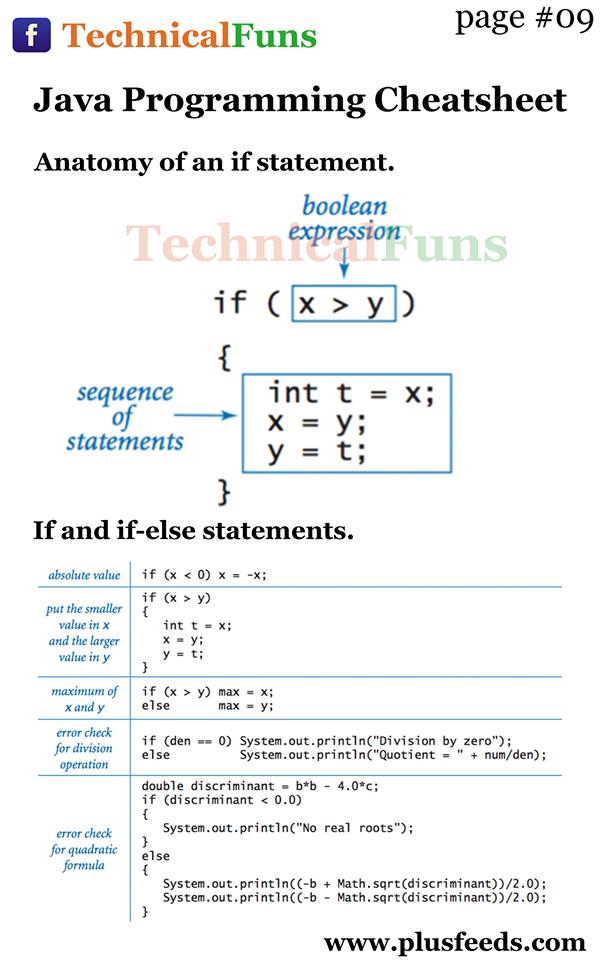 f TechnicalFuns
page #09
Java Programming Cheatsheet
Anatomy of an if statement.
boolean
expression
TechnicalFuns
if ( x > y )
{
sequence
of
statements
int t = x;
x = y;
y = t;
}
If and if-else statements.
absolute value
if (x < 0) x = -x;
put the smaller
value in x
and the larger
value in y
if (x > y)
{
int t = x;
x = y;
y = t;
}
maximum of
x and y
if (x > y) max = x;
else max = y;
error check
for division
operation
if (den == 0) System.out.println("Division by zero");
else System.out.println("Quotient = " + num/den);
error check
for quadratic
formula
double discriminant = b*b - 4.0*c;
if (discriminant < 0.0)
{
System.out.println("No real roots");
}
else
{
System.out.println((-b + Math.sqrt(discriminant))/2.0);
System.out.println((-b - Math.sqrt(discriminant))/2.0);
}
www.plusfeeds.com